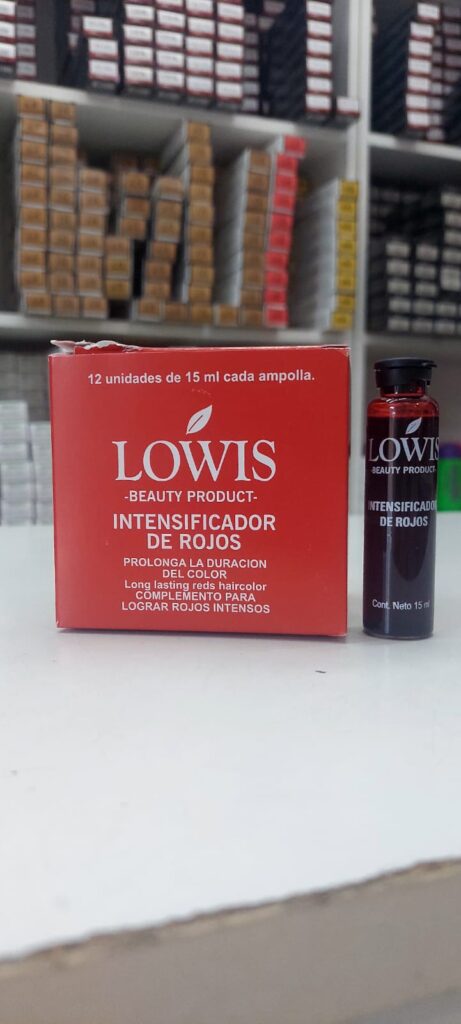 12 unidades de 15 ml cada ampolla.
LOWIS
-BEAUTY PRODUCT-
INTENSIFICADOR
DE ROJOS
PROLONGA LA DURACION
DEL COLOR
Long lasting reds haircolor
COMPLEMENTO PARA
LOGRAR ROJOS INTENSOS
LOWIS
-BEAUTY PRODUCT-
INTENSIFICADOR
DE ROJOS
Cont. Neto 15 ml